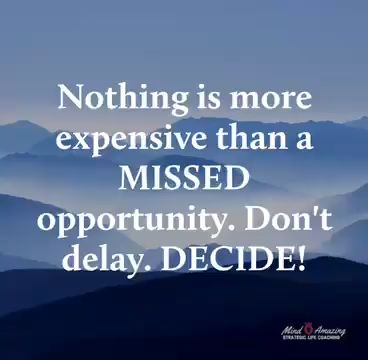 Nothing is more
expensive than a
MISSED
opportunity. Don't
delay. DECIDE!
Mind Amazing
STRATEGIC LIFE COACHING